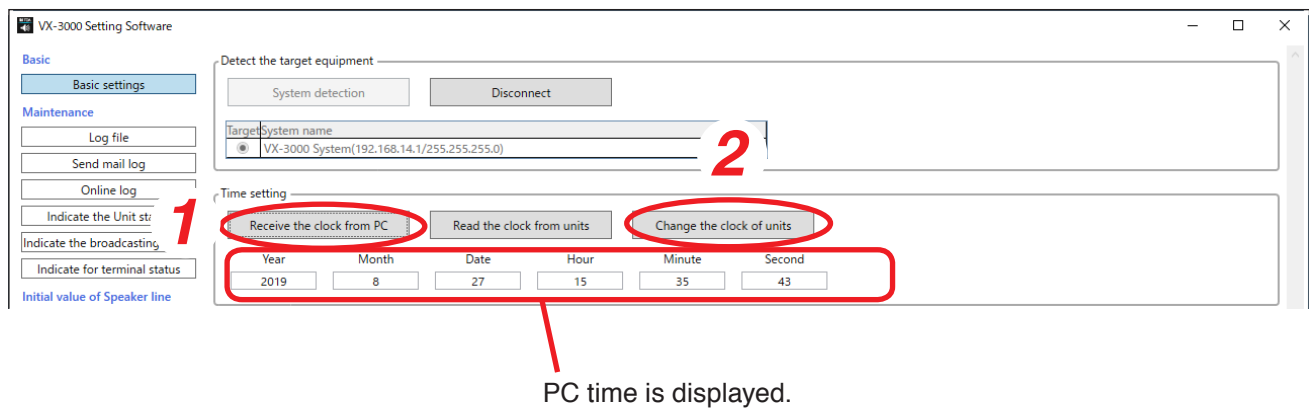 VX-3000 Setting Software
Basic
Basic settings
Maintenance
Log file
Send mail log
Online log
Indicate the Unit
Indicate the broadcasting
Indicate for terminal status
Initial value of Speaker line
Detect the target equipment
System detection Disconnect
Target System name
VX-3000 System(192.168.14.1/255.255.255.0)
2
Time setting
1
Receive the clock from PC Read the clock from units Change the clock of units
Year Month Date Hour Minute Second
2019 8 27 15 35 43
PC time is displayed.